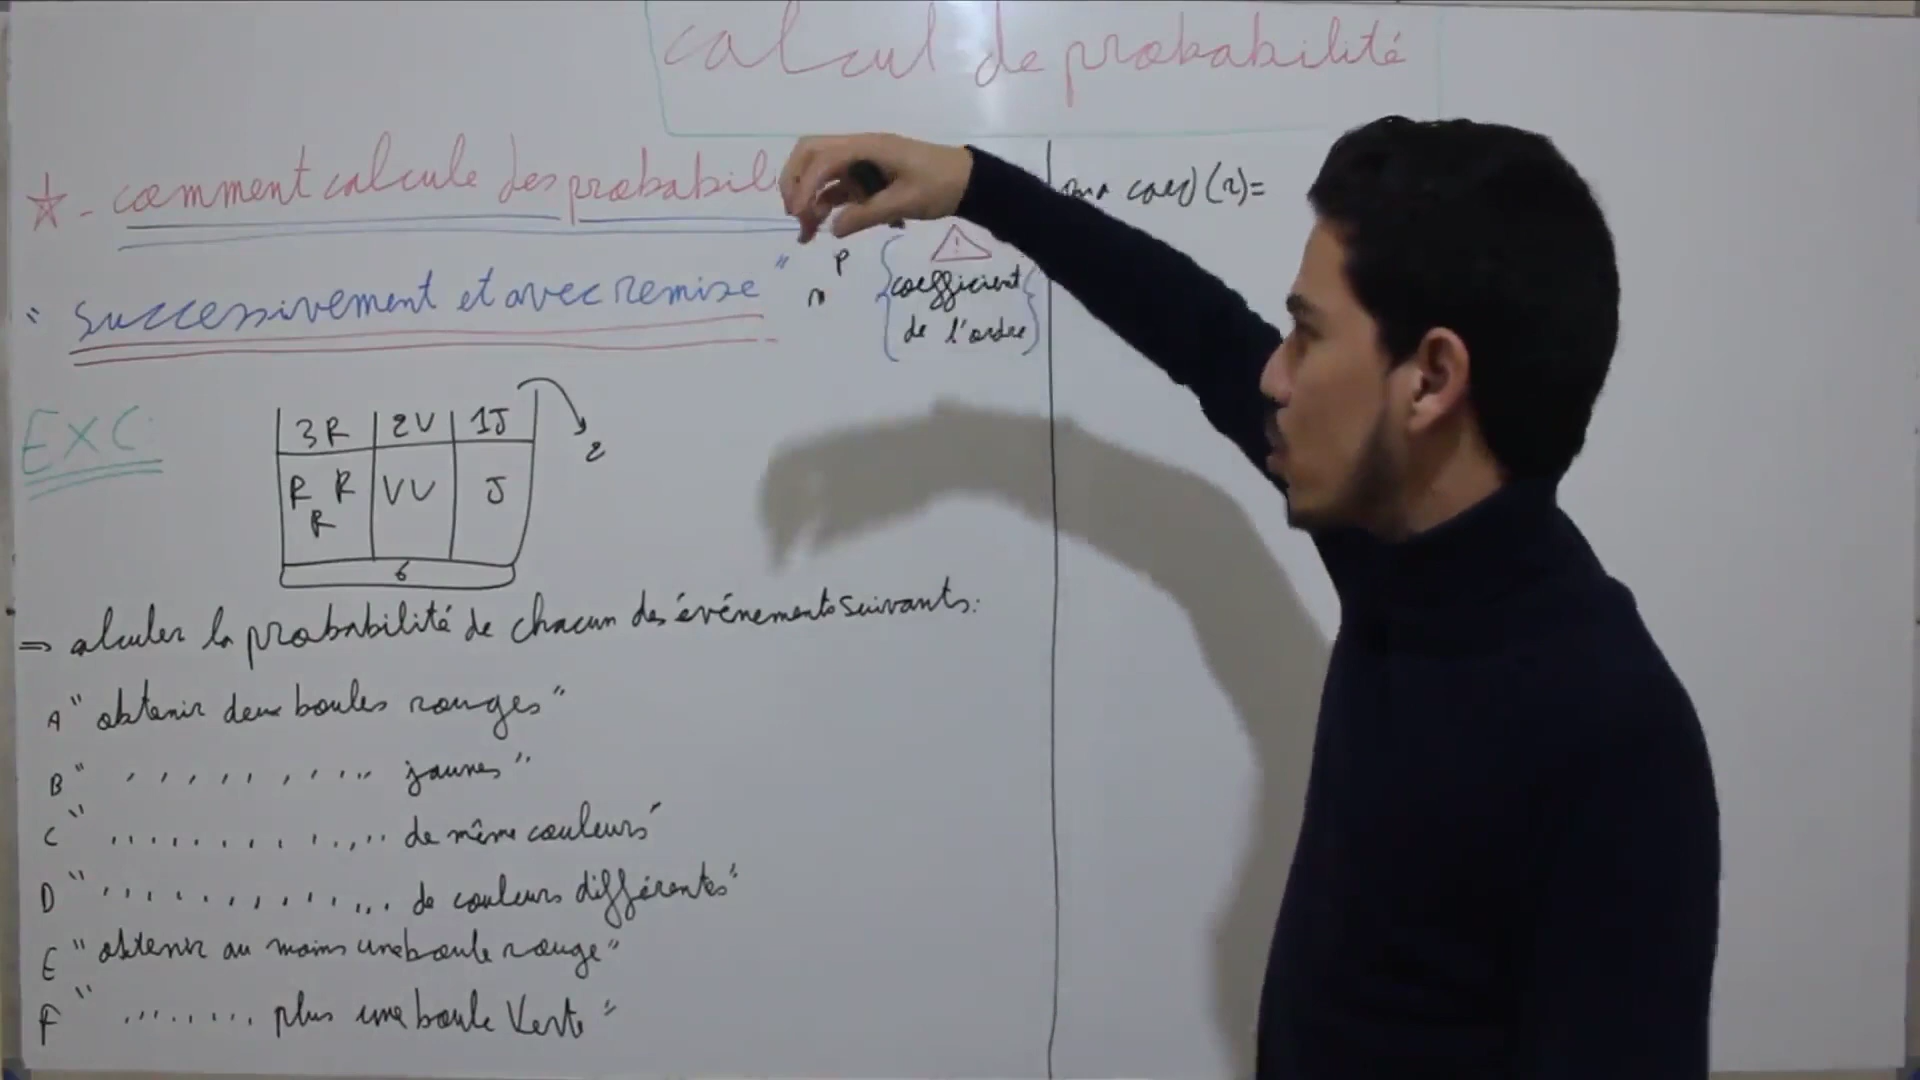 calcul de probabilité
☆ - comment calcule des probabil
" successivement et avec remise "
n p
⚠
{coefficient
de l'ordre}
EXC:
3R | 2V | 1J
2
R R | V V | J
R
6
⇒ alculer la probabilité de chacun des événements suivants:
A " obtenir deux boules rouges "
B " , , , , , , , .. jaunes "
C " . . . . . . . . . . , .. de même couleurs "
D " . . . . . . . . . . , .. de couleurs différentes "
E " obtenir au moins une boule rouge "
F " ........ plus une boule Verte "
(2)=